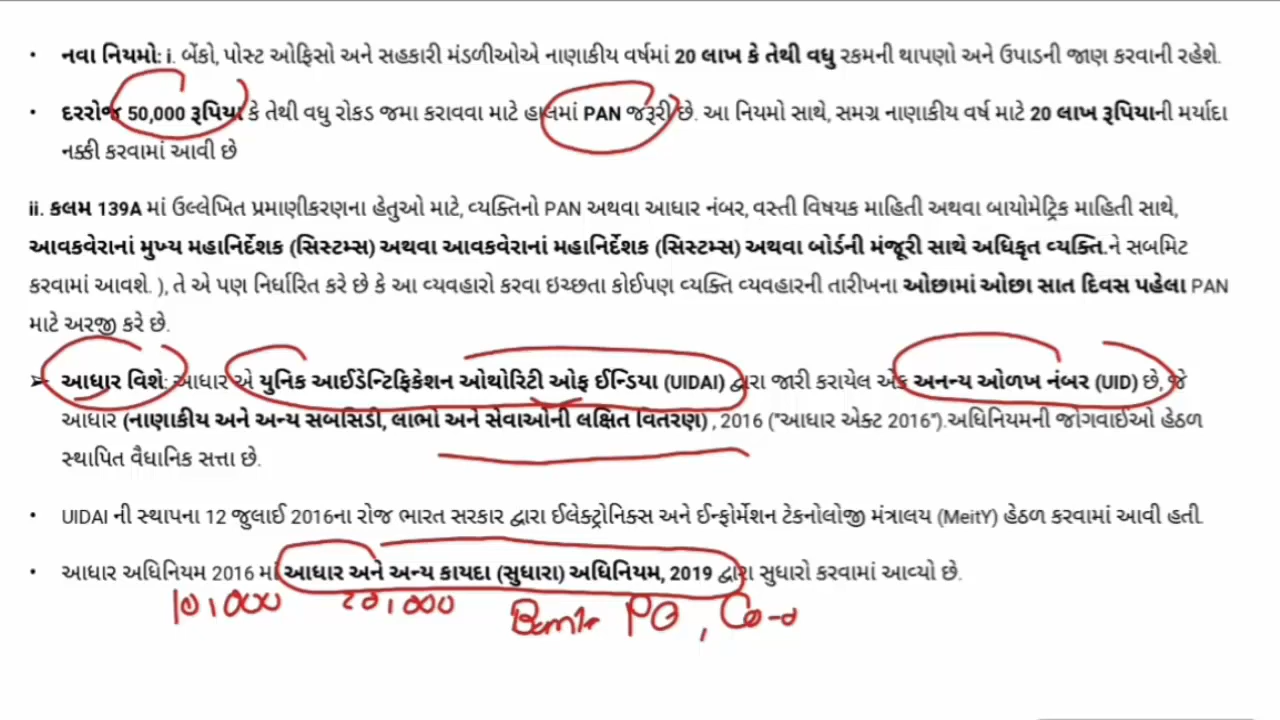 • નવા નિયમો: i. બેંકો, પોસ્ટ ઓફિસો અને સહકારી મંડળીઓએ નાણાકીય વર્ષમાં 20 લાખ કે તેથી વધુ રકમની થાપણો અને ઉપાડની જાણ કરવાની રહેશે.
• દરરોજ 50,000 રૂપિયા કે તેથી વધુ રોકડ જમા કરાવવા માટે હાલમાં PAN જરૂરી છે. આ નિયમો સાથે, સમગ્ર નાણાકીય વર્ષ માટે 20 લાખ રૂપિયાની મર્યાદા
નક્કી કરવામાં આવી છે
ii. કલમ 139A માં ઉલ્લેખિત પ્રમાણીકરણના હેતુઓ માટે, વ્યક્તિનો PAN અથવા આધાર નંબર, વસ્તી વિષયક માહિતી અથવા બાયોમેટ્રિક માહિતી સાથે,
આવકવેરાનાં મુખ્ય મહાનિર્દેશક (સિસ્ટમ્સ) અથવા આવકવેરાનાં મહાનિર્દેશક (સિસ્ટમ્સ) અથવા બોર્ડની મંજૂરી સાથે અધિકૃત વ્યક્તિ.ને સબમિટ
કરવામાં આવશે. ), તે એ પણ નિર્ધારિત કરે છે કે આ વ્યવહારો કરવા ઇચ્છતા કોઈપણ વ્યક્તિ વ્યવહારની તારીખના ઓછામાં ઓછા સાત દિવસ પહેલા PAN
માટે અરજી કરે છે.
➢ આધાર વિશે: આધાર એ યુનિક આઈડેન્ટિફિકેશન ઓથોરિટી ઓફ ઈન્ડિયા (UIDAI) દ્વારા જારી કરાયેલ એક અનન્ય ઓળખ નંબર (UID) છે, જે
આધાર (નાણાકીય અને અન્ય સબસિડી, લાભો અને સેવાઓની લક્ષિત વિતરણ) , 2016 ("આધાર એક્ટ 2016").અધિનિયમની જોગવાઈઓ હેઠળ
સ્થાપિત વૈધાનિક સત્તા છે.
• UIDAI ની સ્થાપના 12 જુલાઈ 2016ના રોજ ભારત સરકાર દ્વારા ઈલેક્ટ્રોનિક્સ અને ઈન્ફોર્મેશન ટેકનોલોજી મંત્રાલય (MeitY) હેઠળ કરવામાં આવી હતી.
• આધાર અધિનિયમ 2016 માં આધાર અને અન્ય કાયદા (સુધારા) અધિનિયમ, 2019 દ્વારા સુધારો કરવામાં આવ્યો છે.
10,000 20,000 Bank PO, Co-o